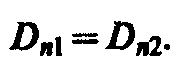 Dₙ₁ = Dₙ₂.